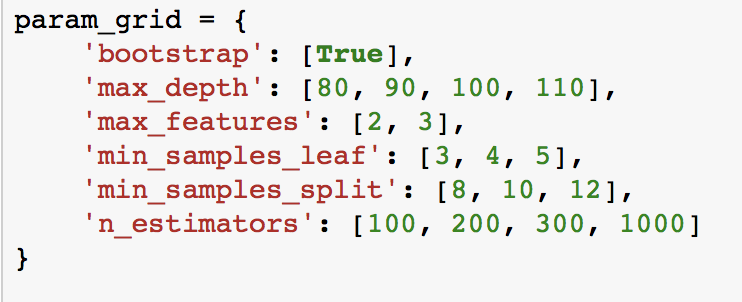 param_grid = {
    'bootstrap': [True],
    'max_depth': [80, 90, 100, 110],
    'max_features': [2, 3],
    'min_samples_leaf': [3, 4, 5],
    'min_samples_split': [8, 10, 12],
    'n_estimators': [100, 200, 300, 1000]
}